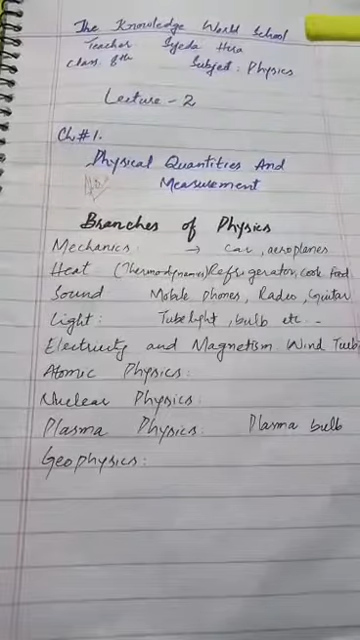 The Knowledge World School
Teacher Syeda Hira
Class 8th Subject: Physics
Lecture - 2
Ch#1.
Physical Quantities And
Measurement
Branches of Physics
Mechanics: → Car, aeroplanes
Heat (Thermodynamics) Refrigerator, cook food
Sound Mobile phones, Radio, Guitar
Light: Tubelight, bulb etc -
Electricity and Magnetism. Wind Turbi
Atomic Physics:
Nuclear Physics:
Plasma Physics: Plasma bulb
Geophysics: